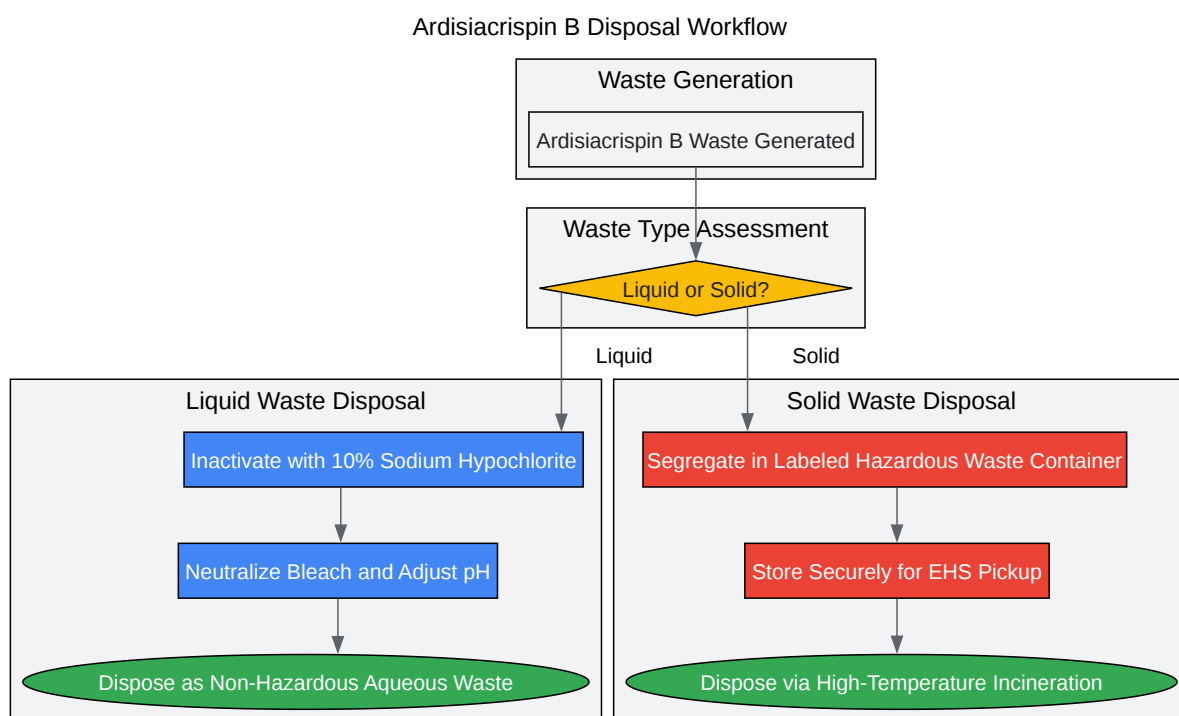 Ardisiacrispin B Disposal Workflow
Waste Generation
Ardisiacrispin B Waste Generated
Waste Type Assessment
Liquid or Solid?
Liquid
Solid
Liquid Waste Disposal
Inactivate with 10% Sodium Hypochlorite
Neutralize Bleach and Adjust pH
Dispose as Non-Hazardous Aqueous Waste
Solid Waste Disposal
Segregate in Labeled Hazardous Waste Container
Store Securely for EHS Pickup
Dispose via High-Temperature Incineration